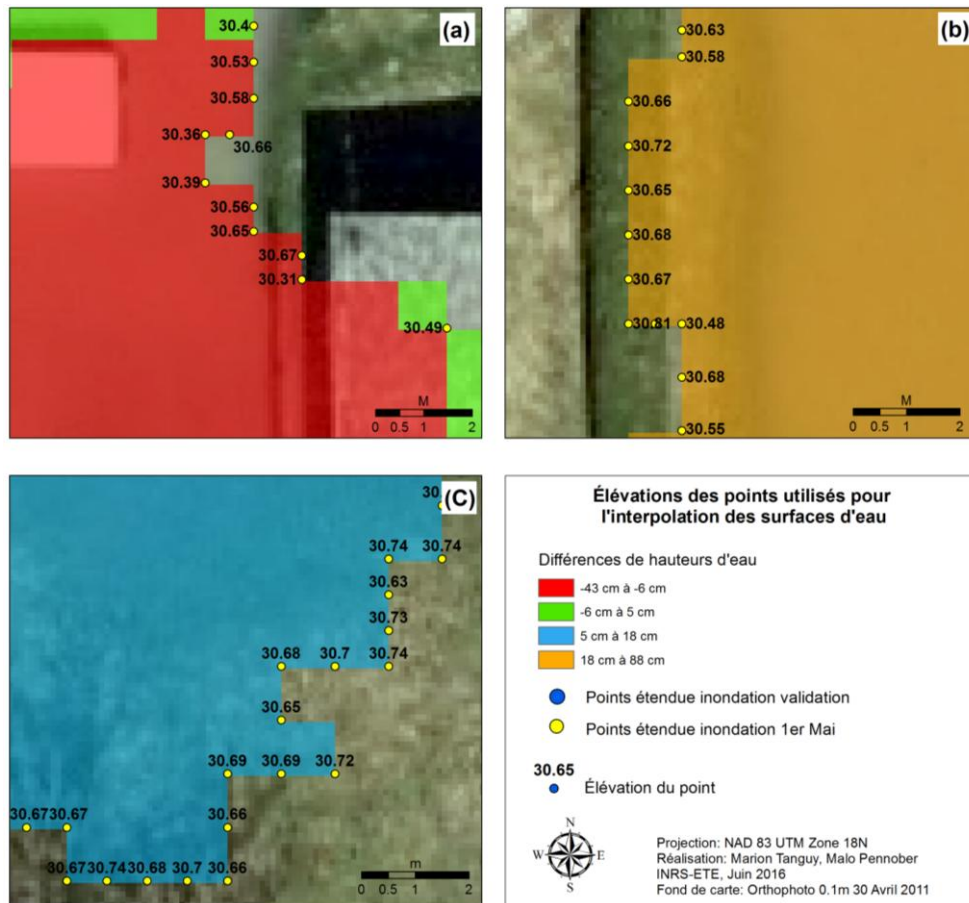 (a)
30.4
30.53
30.58
30.36
30.66
30.39
30.56
30.65
30.67
30.31
30.49
M
0 0.5 1 2
(b)
30.63
30.58
30.66
30.72
30.65
30.68
30.67
30.81
30.48
30.68
30.55
M
0 0.5 1 2
(C)
30.
30.74 30.74
30.63
30.73
30.68 30.7 30.74
30.65
30.69 30.69 30.72
30.67 30.67 30.66
30.67 30.74 30.68 30.7 30.66
m
0 0.5 1 2
Élévations des points utilisés pour
l'interpolation des surfaces d'eau
Différences de hauteurs d'eau
-43 cm à -6 cm
-6 cm à 5 cm
5 cm à 18 cm
18 cm à 88 cm
Points étendue inondation validation
Points étendue inondation 1er Mai
30.65
Élévation du point
N
W E
S
Projection: NAD 83 UTM Zone 18N
Réalisation: Marion Tanguy, Malo Pennober
INRS-ETE, Juin 2016
Fond de carte: Orthophoto 0.1m 30 Avril 2011